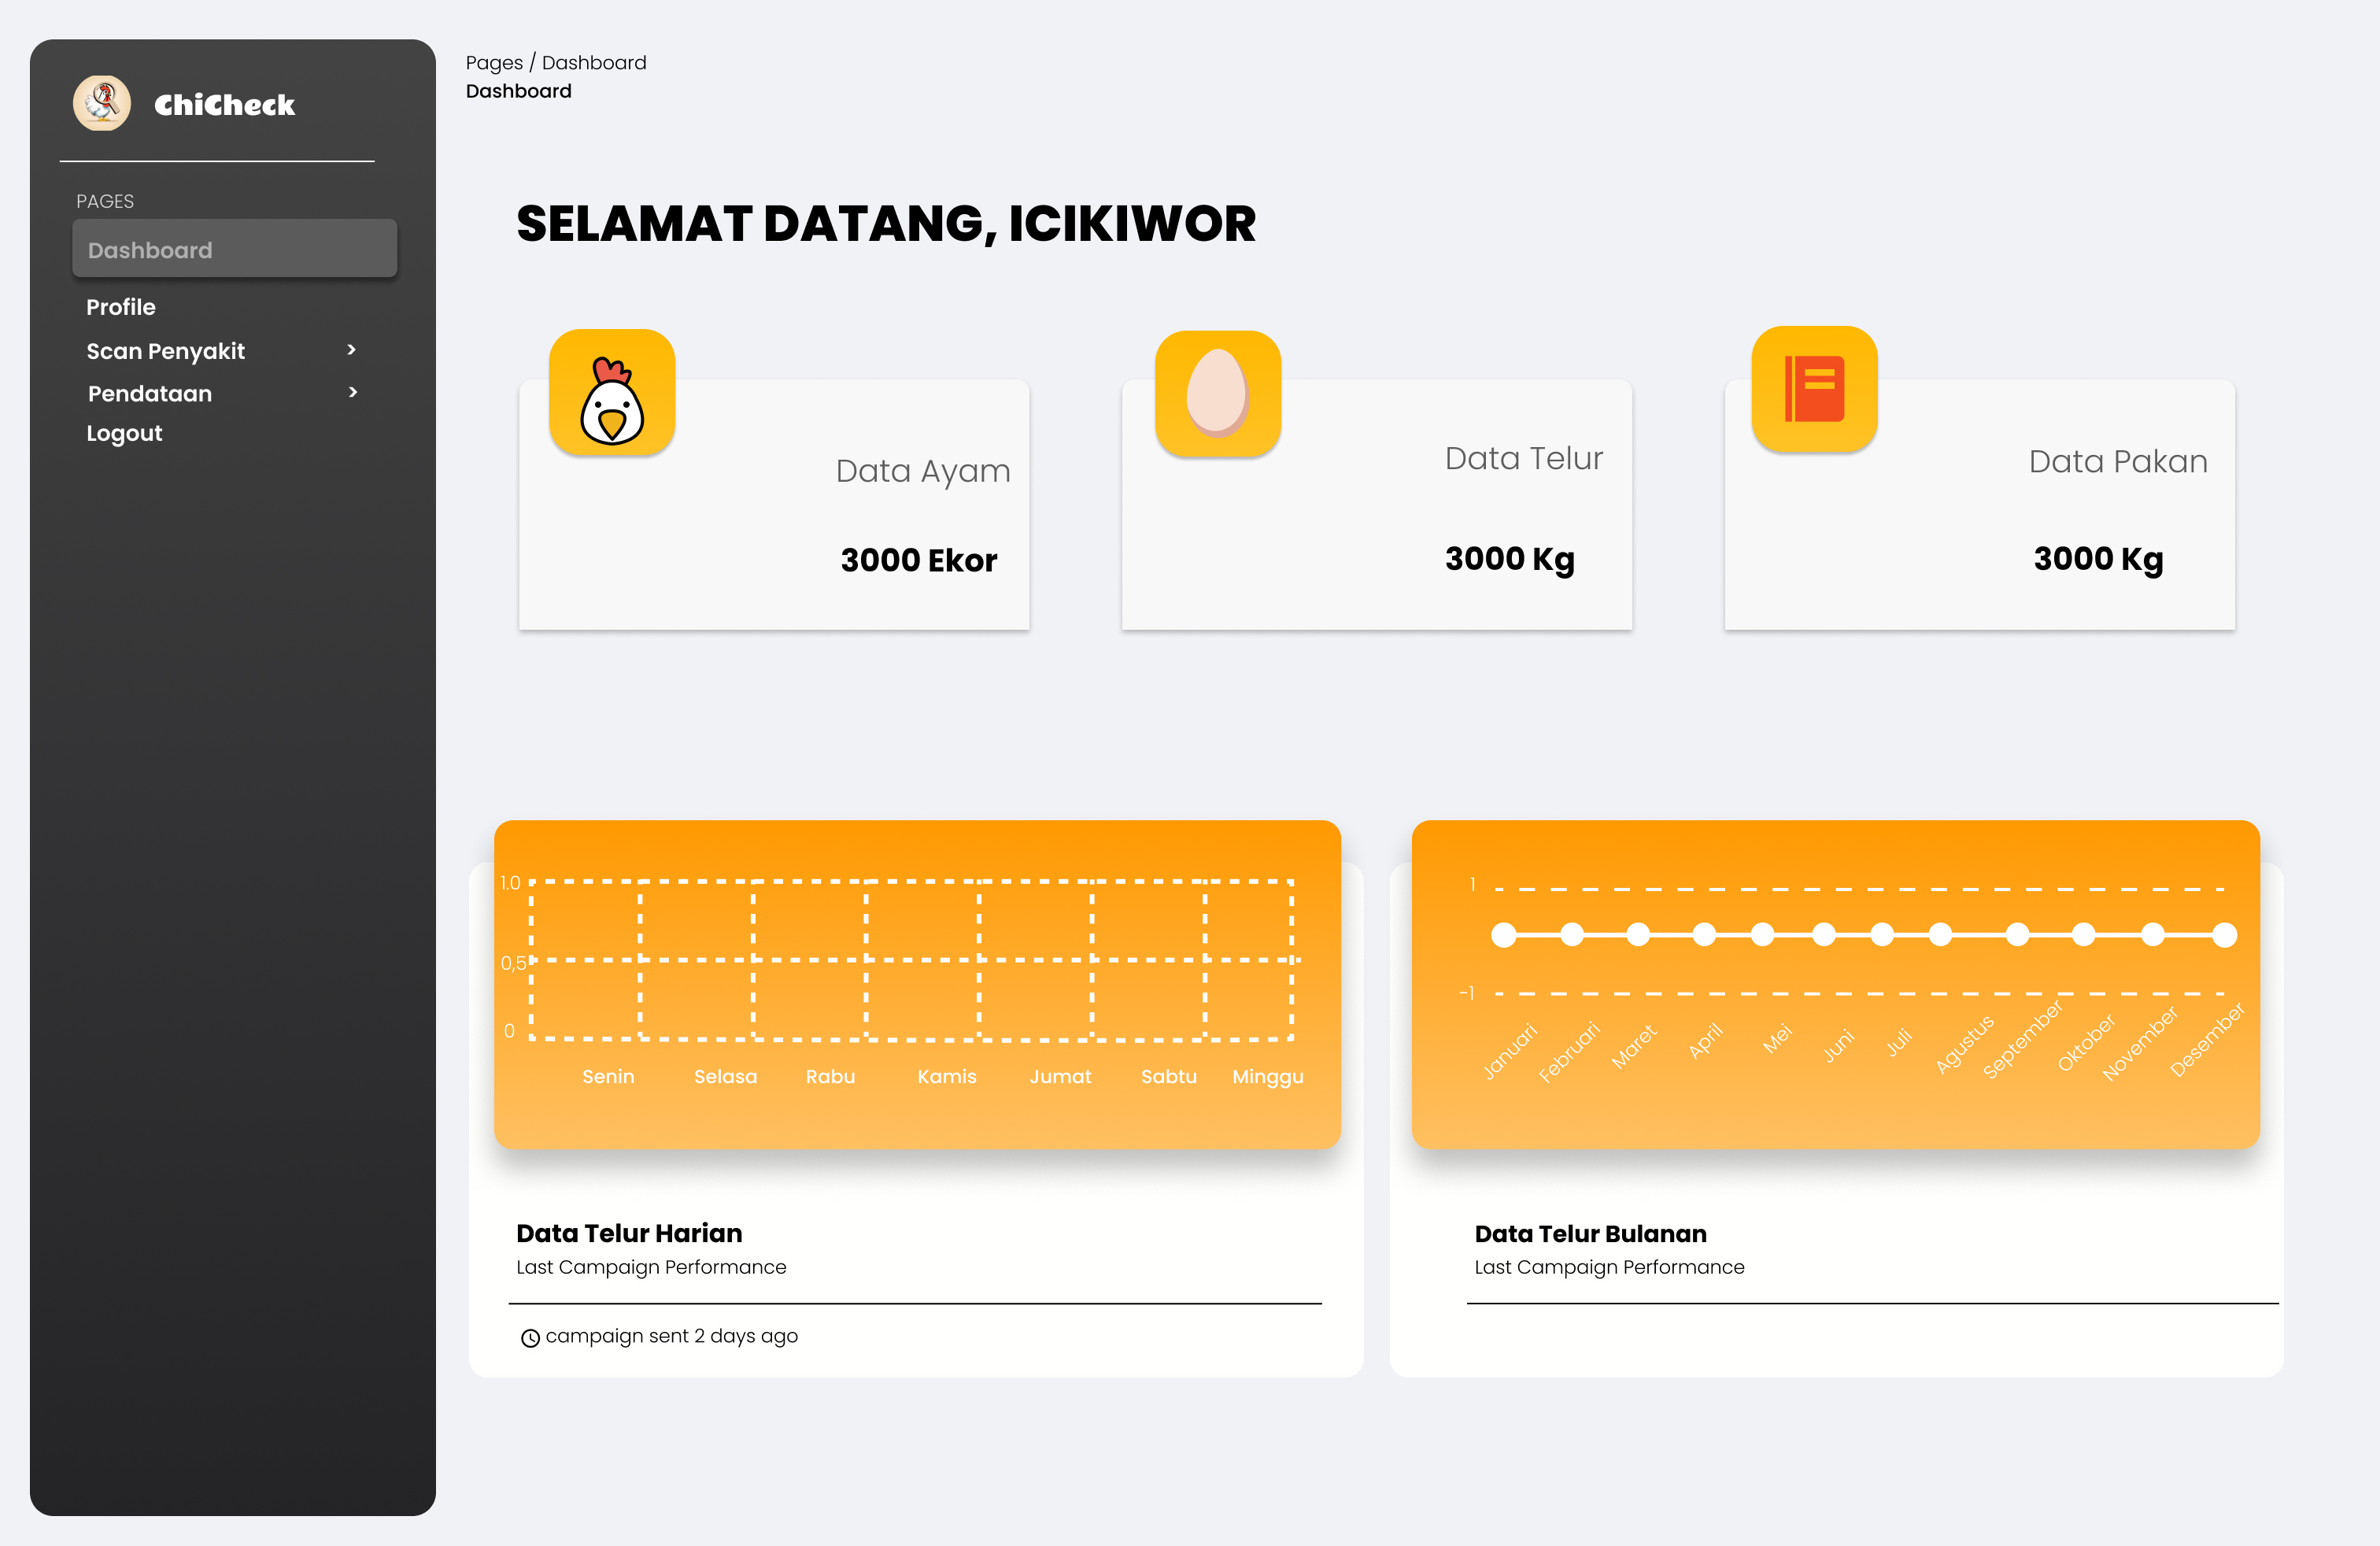 ChiCheck
PAGES
Dashboard
Profile
Scan Penyakit >
Pendataan >
Logout
Pages / Dashboard
Dashboard
SELAMAT DATANG, ICIKIWOR
Data Ayam
3000 Ekor
Data Telur
3000 Kg
Data Pakan
3000 Kg
1.0
0,5
0
Senin Selasa Rabu Kamis Jumat Sabtu Minggu
Data Telur Harian
Last Campaign Performance
campaign sent 2 days ago
1
-1
Januari Februari Maret April Mei Juni Juli Agustus September Oktober November Desember
Data Telur Bulanan
Last Campaign Performance